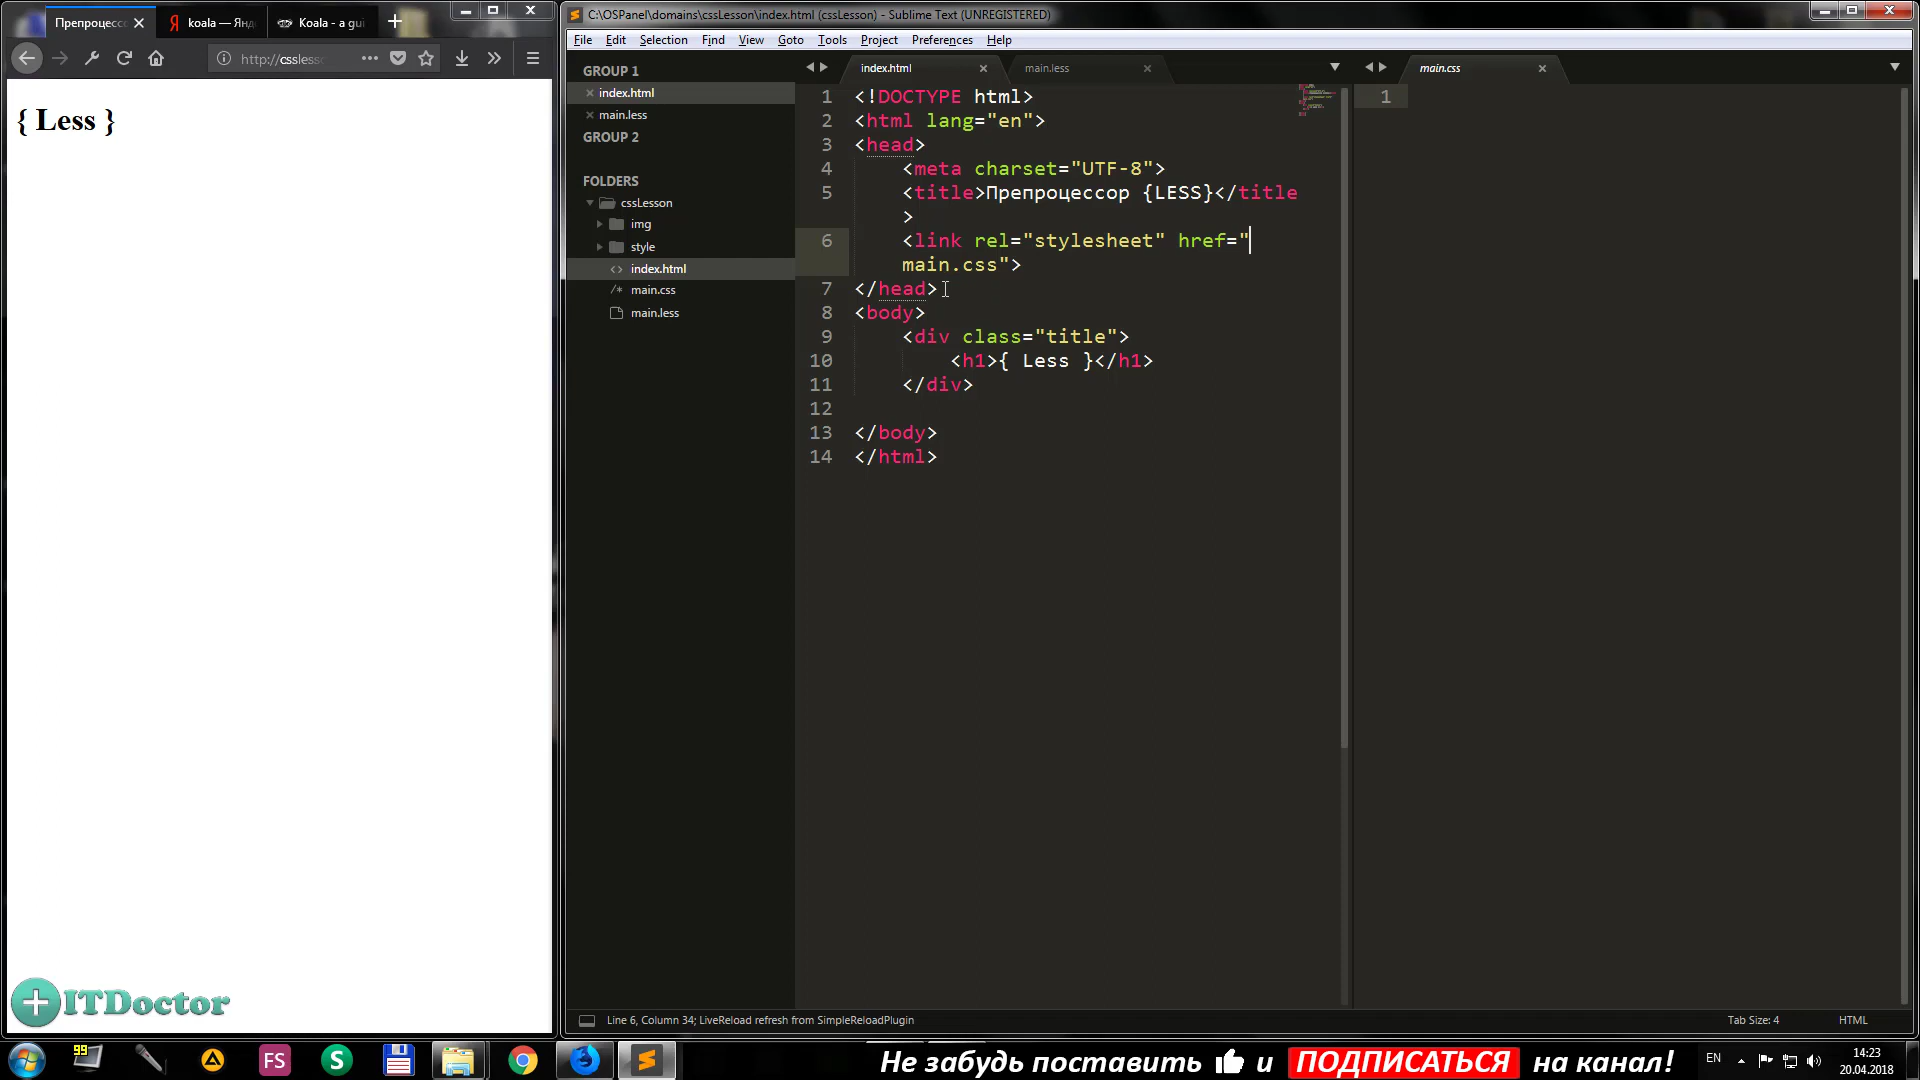 Препроцессо
koala — Янд
Koala - a gui
http://cssless
{ Less }
ITDoctor
C:\OSPanel\domains\cssLesson\index.html (cssLesson) - Sublime Text (UNREGISTERED)
File Edit Selection Find View Goto Tools Project Preferences Help
GROUP 1
index.html
main.less
GROUP 2
FOLDERS
cssLesson
img
style
index.html
main.css
main.less
index.html
main.less
1 <!DOCTYPE html>
2 <html lang="en">
3 <head>
4 <meta charset="UTF-8">
5 <title>Препроцессор {LESS}</title
>
6 <link rel="stylesheet" href="
main.css">
7 </head>
8 <body>
9 <div class="title">
10 <h1>{ Less }</h1>
11 </div>
12
13 </body>
14 </html>
main.css
1
Line 6, Column 34; LiveReload refresh from SimpleReloadPlugin
Tab Size: 4
HTML
99
FS
S
Не забудь поставить и ПОДПИСАТЬСЯ на канал!
EN
14:23
20.04.2018